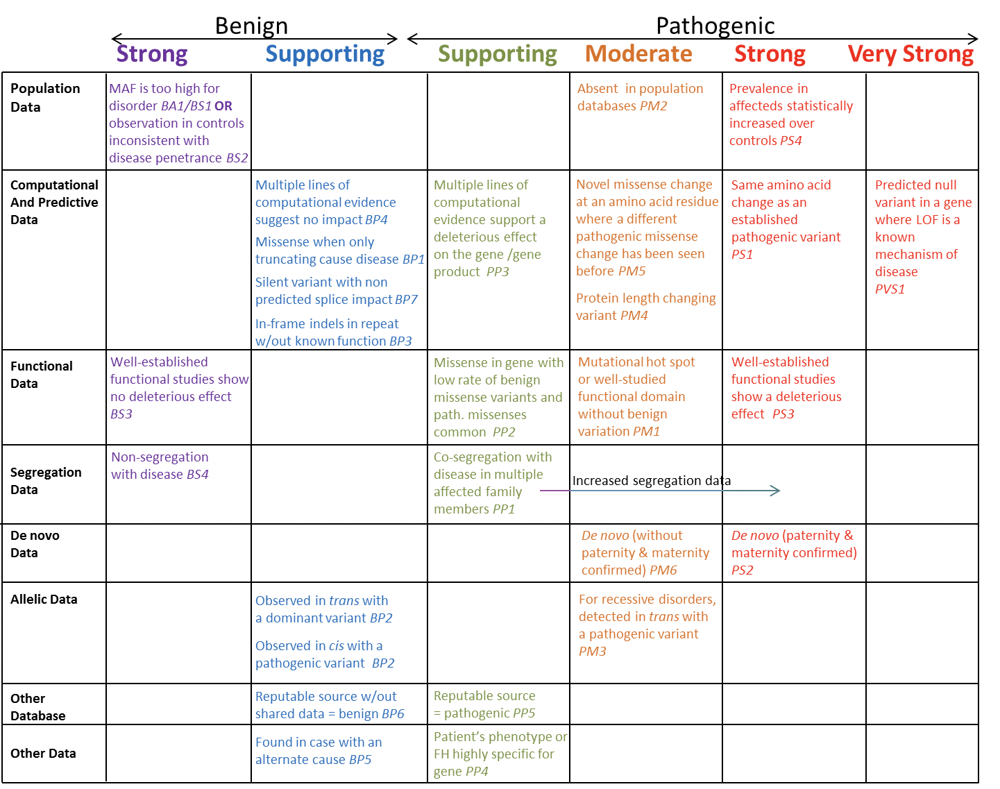 Benign
Pathogenic
Strong
Supporting
Supporting
Moderate
Strong
Very Strong
Population
Data
MAF is too high for
disorder BA1/BS1 OR
observation in controls
inconsistent with
disease penetrance BS2
Absent in population
databases PM2
Prevalence in
affecteds statistically
increased over
controls PS4
Computational
And Predictive
Data
Multiple lines of
computational evidence
suggest no impact BP4
Missense when only
truncating cause disease BP1
Silent variant with non
predicted splice impact BP7
In-frame indels in repeat
w/out known function BP3
Multiple lines of
computational
evidence support a
deleterious effect
on the gene /gene
product PP3
Novel missense change
at an amino acid residue
where a different
pathogenic missense
change has been seen
before PM5
Protein length changing
variant PM4
Same amino acid
change as an
established
pathogenic variant
PS1
Predicted null
variant in a gene
where LOF is a
known
mechanism of
disease
PVS1
Functional
Data
Well-established
functional studies show
no deleterious effect
BS3
Missense in gene with
low rate of benign
missense variants and
path. missenses
common PP2
Mutational hot spot
or well-studied
functional domain
without benign
variation PM1
Well-established
functional studies
show a deleterious
effect PS3
Segregation
Data
Non-segregation
with disease BS4
Co-segregation with
disease in multiple
affected family
members PP1
Increased segregation data
De novo
Data
De novo (without
paternity & maternity
confirmed) PM6
De novo (paternity &
maternity confirmed)
PS2
Allelic Data
Observed in trans with
a dominant variant BP2
Observed in cis with a
pathogenic variant BP2
For recessive disorders,
detected in trans with
a pathogenic variant
PM3
Other
Database
Reputable source w/out
shared data = benign BP6
Reputable source
= pathogenic PP5
Other Data
Found in case with an
alternate cause BP5
Patient's phenotype or
FH highly specific for
gene PP4